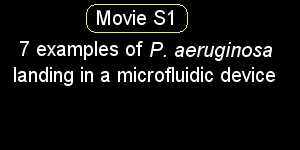 Movie S1
7 examples of P. aeruginosa
landing in a microfluidic device